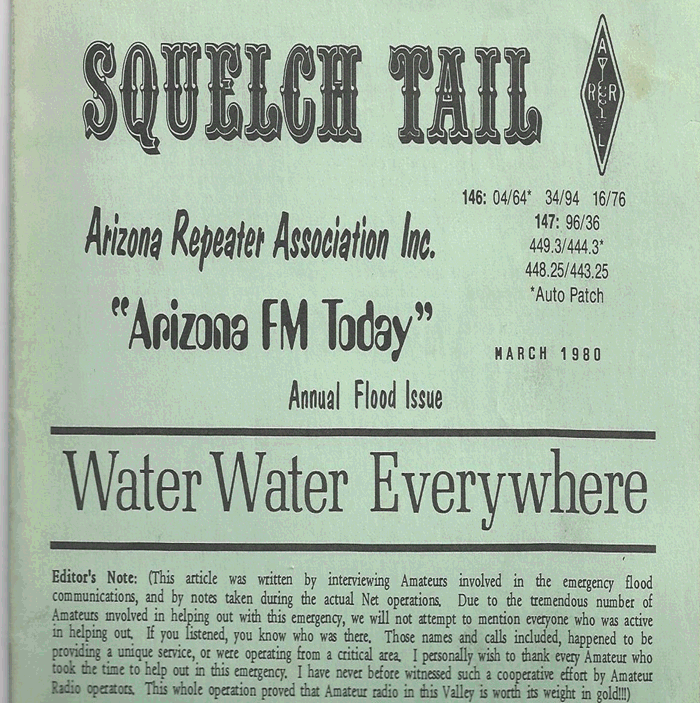 SQUELCH TAIL
A
R R
L
146: 04/64* 34/94 16/76
147: 96/36
449.3/444.3*
448.25/443.25
*Auto Patch
Arizona Repeater Association Inc.
"Arizona FM Today"
MARCH 1980
Annual Flood Issue
Water Water Everywhere
Editor's Note: (This article was written by interviewing Amateurs involved in the emergency flood
communications, and by notes taken during the actual Net operations. Due to the tremendous number of
Amateurs involved in helping out with this emergency, we will not attempt to mention everyone who was active
in helping out. If you listened, you know who was there. Those names and calls included, happened to be
providing a unique service, or were operating from a critical area. I personally wish to thank every Amateur who
took the time to help out in this emergency. I have never before witnessed such a cooperative effort by Amateur
Radio operators. This whole operation proved that Amateur radio in this Valley is worth its weight in gold!!!)